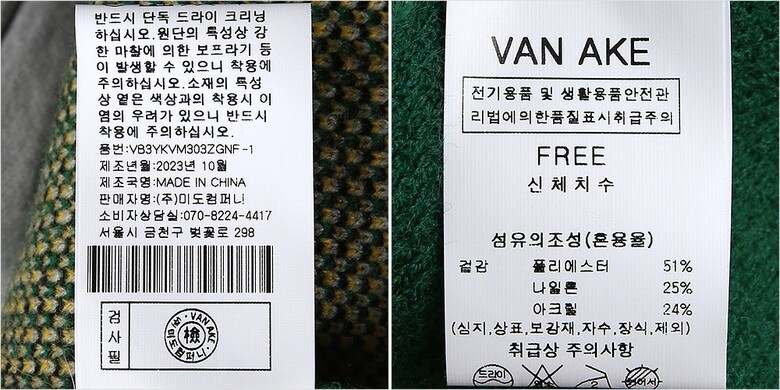 반드시 단독 드라이 크리닝
하십시오.원단의 특성상 강
한 마찰에 의한 보프라기 등
이 발생할 수 있으니 착용에
주의하십시오.소재의 특성
상 옅은 색상과의 착용시 이
염의 우려가 있으니 반드시
착용에 주의하십시오.
품번:VB3YKVM303ZGNF-1
제조년월:2023년 10월
제조국명:MADE IN CHINA
판매자명:(주)미도컴퍼니
소비자상담실:070-8224-4417
서울시 금천구 벚꽃로 298
검사필
VAN AKE
檢
(주)미도컴퍼니
VAN AKE
전기용품 및 생활용품안전관
리법에의한품질표시취급주의
FREE
신체치수
섬유의조성(혼용율)
겉감 폴리에스터 51%
나일론 25%
아크릴 24%
(심지,상표,보강재,자수,장식,제외)
취급상 주의사항
드라이